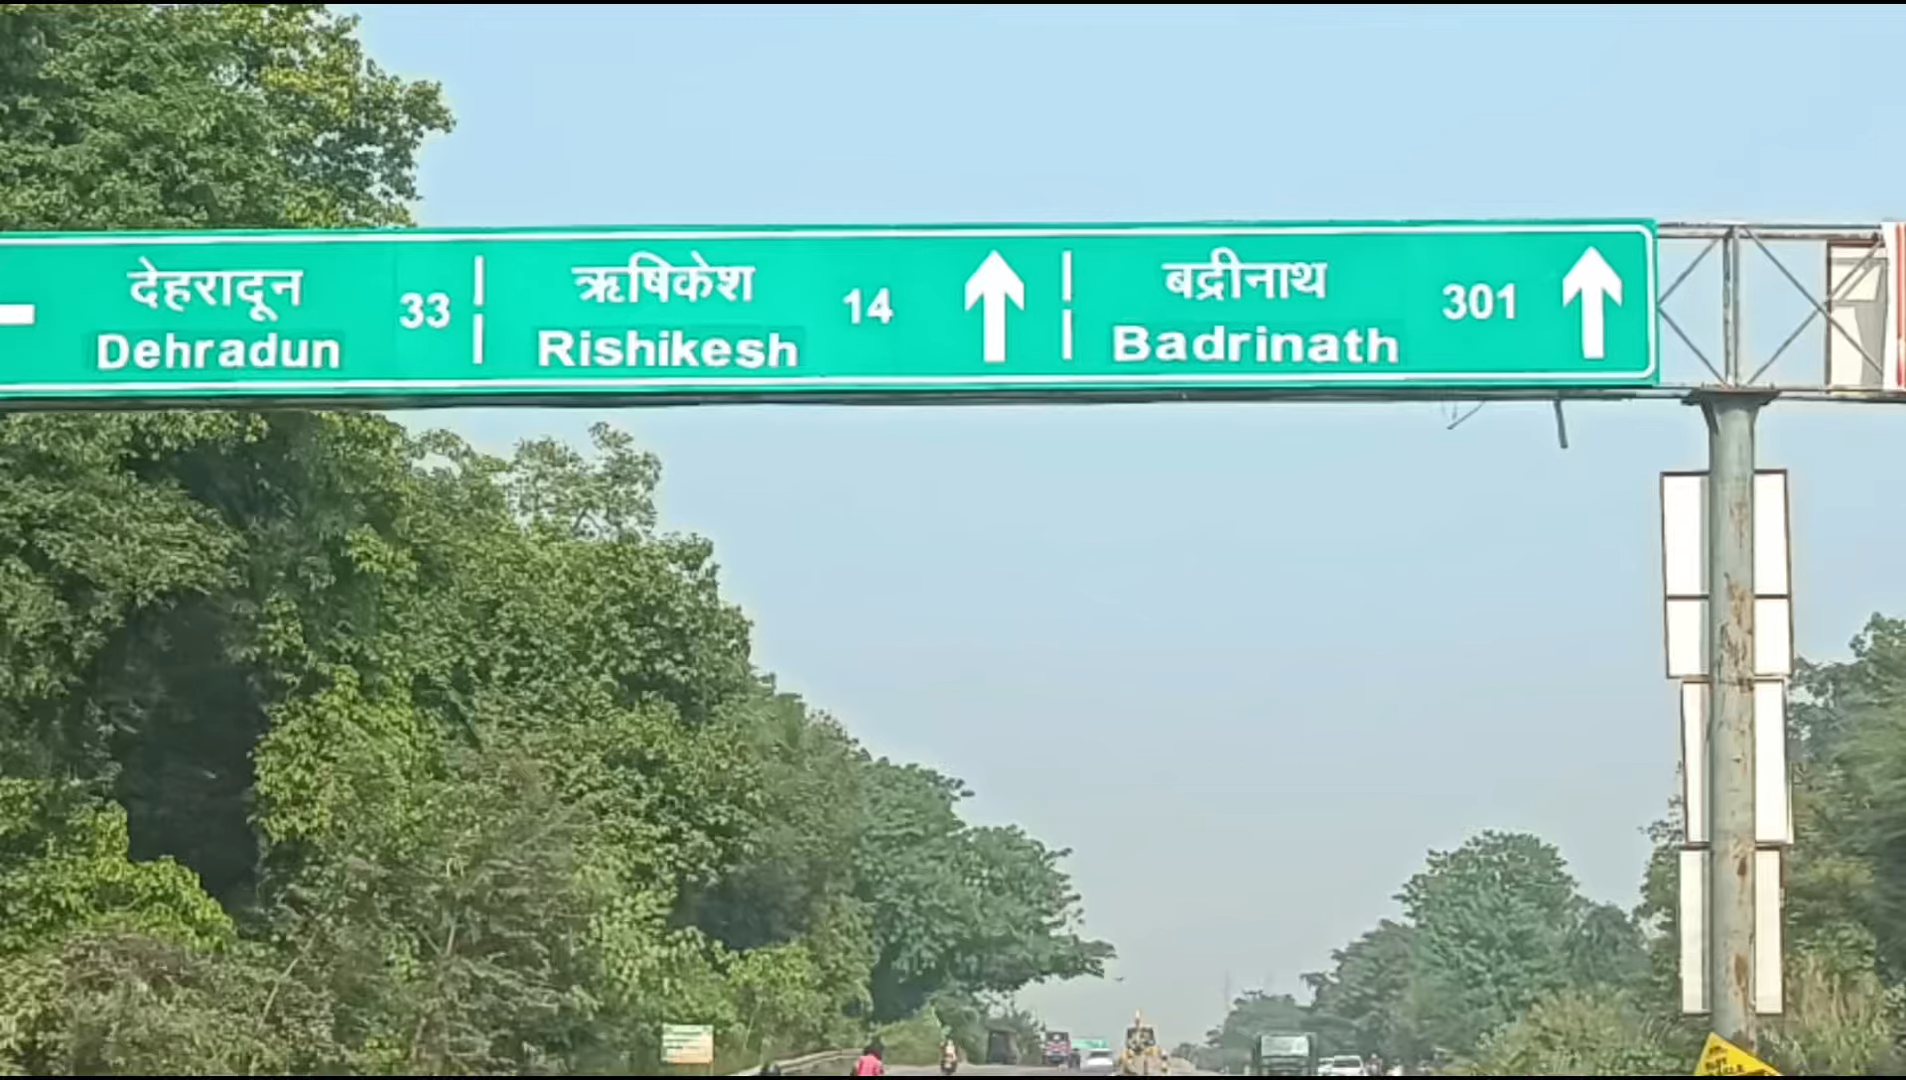 देहरादून
Dehradun
33
ऋषिकेश
Rishikesh
14
बद्रीनाथ
Badrinath
301